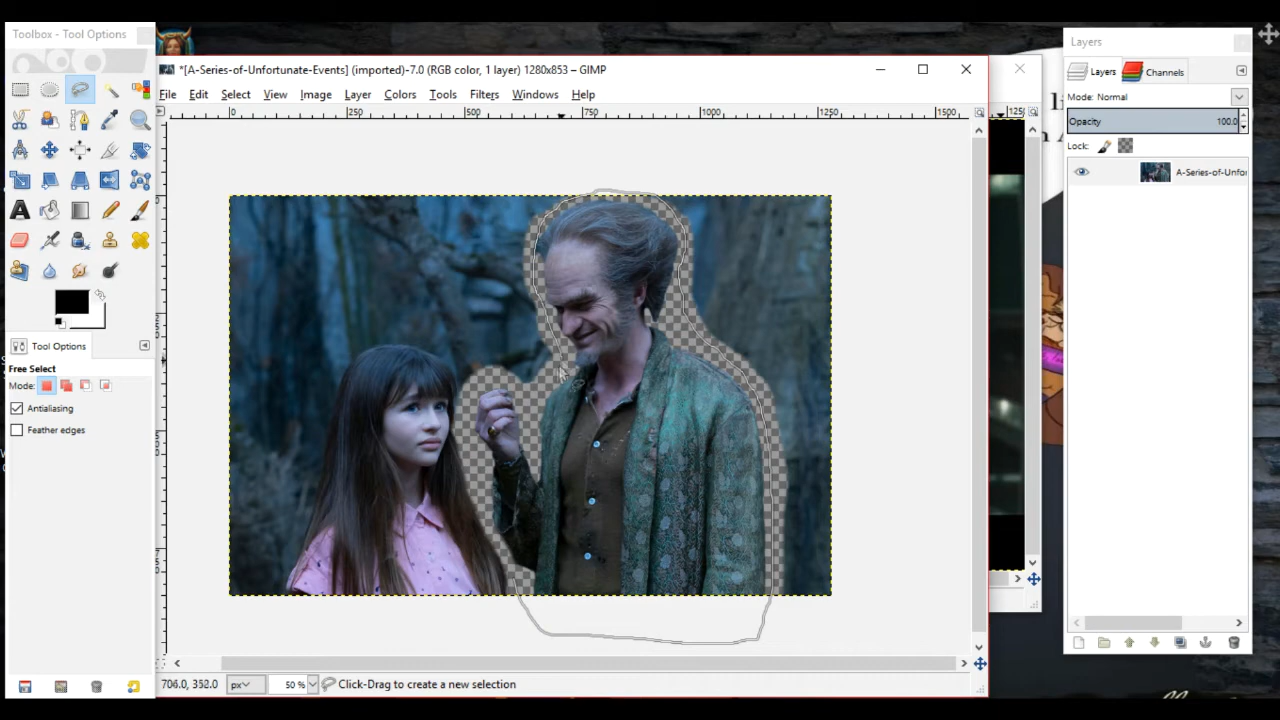 Toolbox - Tool Options
*[A-Series-of-Unfortunate-Events] (imported)-7.0 (RGB color, 1 layer) 1280x853 – GIMP
File Edit Select View Image Layer Colors Tools Filters Windows Help
0 250 500 750 1000 1250 1500
125
Layers
Layers Channels
Mode: Normal
Opacity 100.0
Lock:
A-Series-of-Unfor
Tool Options
Free Select
Mode:
Antialiasing
Feather edges
706.0, 352.0 px 50 % Click-Drag to create a new selection